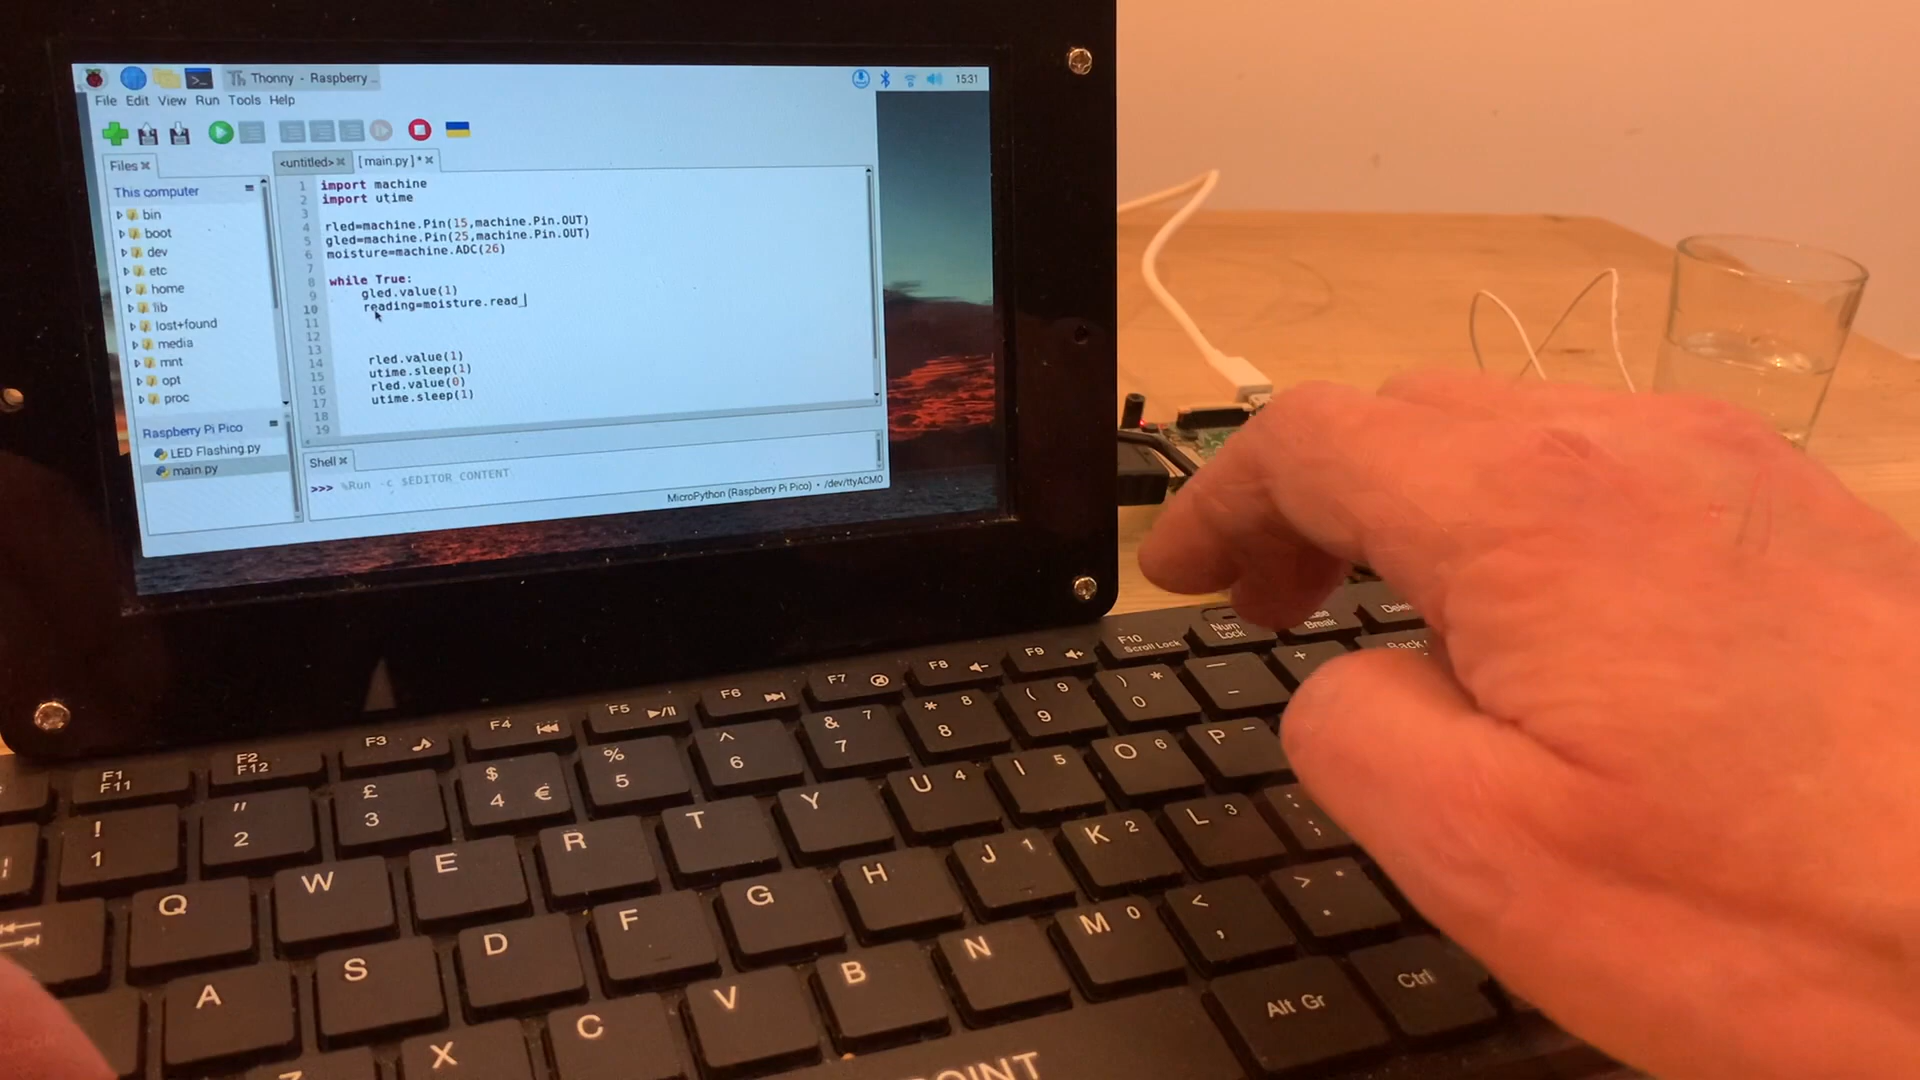 Thonny - Raspberry ...
15:31
File Edit View Run Tools Help
Files
<untitled>
[ main.py ] *
This computer
bin
boot
dev
etc
home
lib
lost+found
media
mnt
opt
proc
Raspberry Pi Pico
LED Flashing.py
main.py
1 import machine
2 import utime
3
4 rled=machine.Pin(15,machine.Pin.OUT)
5 gled=machine.Pin(25,machine.Pin.OUT)
6 moisture=machine.ADC(26)
7
8 while True:
9 gled.value(1)
10 reading=moisture.read_
11
12
13
14 rled.value(1)
15 utime.sleep(1)
16 rled.value(0)
17 utime.sleep(1)
18
19
Shell
>>> %Run -c $EDITOR_CONTENT
MicroPython (Raspberry Pi Pico) • /dev/ttyACM0
F1 F11
F2 F12
F3
F4
F5
F6
F7
F8
F9
F10 Scroll Lock
Num Lock
Break
! 1
" 2
£ 3
$ 4 €
% 5
^ 6
& 7 7
* 8 8
( 9 9
) * 0
_ -
+
Q W E R T Y U 4 I 5 O 6 P -
A S D F G H J 1 K 2 L 3 : ;
X C V B N M 0 < , > .
Alt Gr
Ctrl